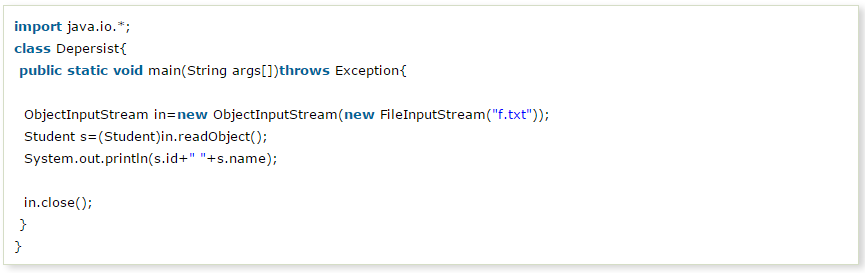 import java.io.*;
class Depersist{
public static void main(String args[])throws Exception{
ObjectInputStream in=new ObjectInputStream(new FileInputStream("f.txt"));
Student s=(Student)in.readObject();
System.out.println(s.id+" "+s.name);
in.close();
}
}